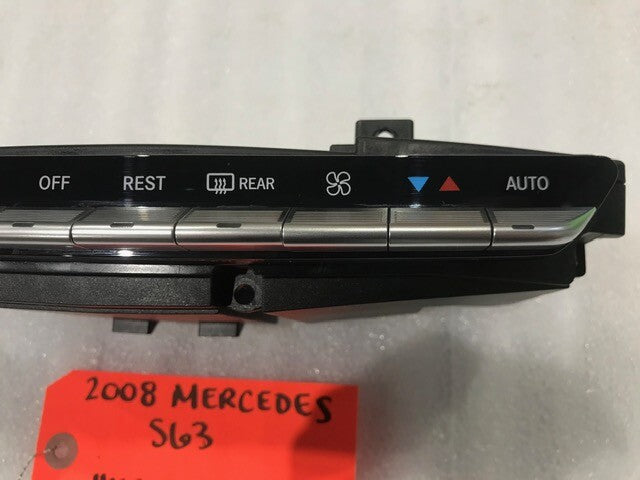 OFF REST REAR AUTO
2008 MERCEDES
S63